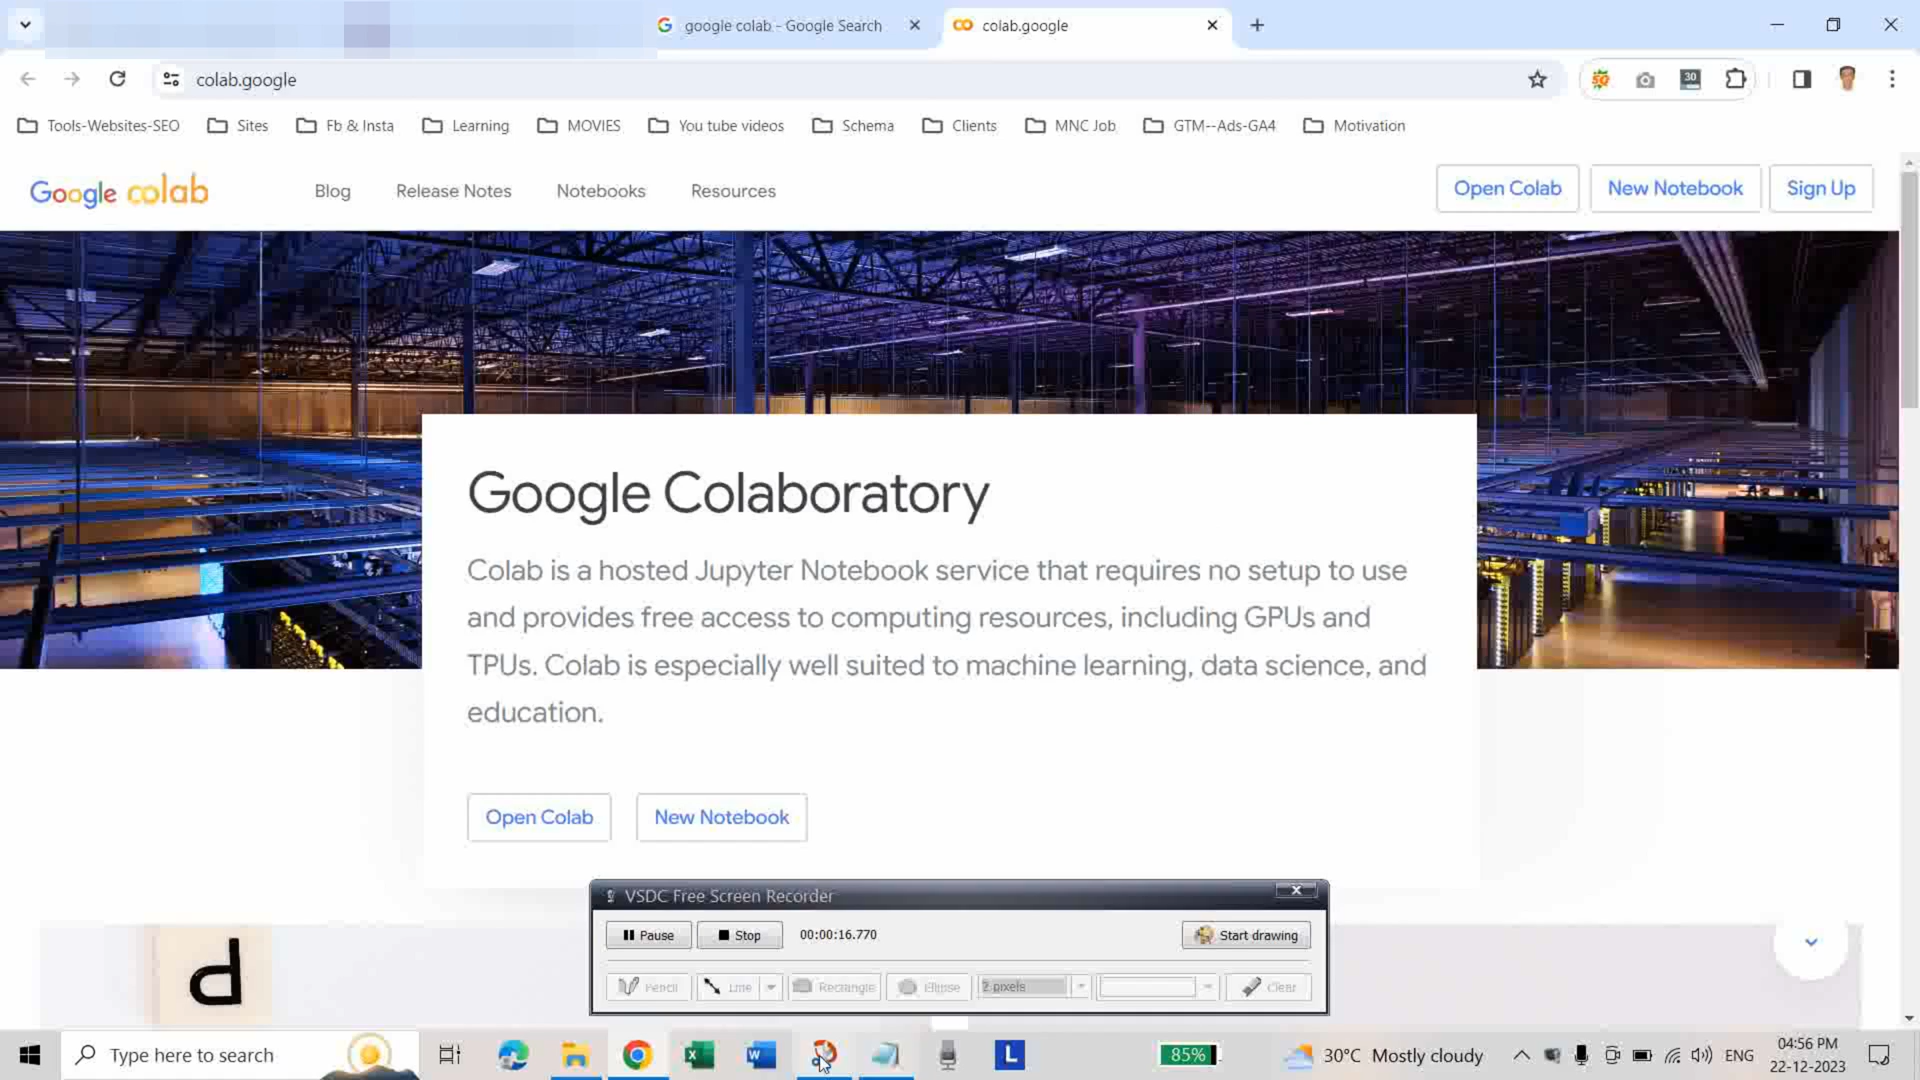 google colab - Google Search
colab.google
colab.google
30
Tools-Websites-SEO
Sites
Fb & Insta
Learning
MOVIES
You tube videos
Schema
Clients
MNC Job
GTM--Ads-GA4
Motivation
Google colab
Blog
Release Notes
Notebooks
Resources
Open Colab
New Notebook
Sign Up
Google Colaboratory
Colab is a hosted Jupyter Notebook service that requires no setup to use
and provides free access to computing resources, including GPUs and
TPUs. Colab is especially well suited to machine learning, data science, and
education.
Open Colab
New Notebook
VSDC Free Screen Recorder
Pause
Stop
00:00:16.770
Start drawing
Pencil
Line
Rectangle
Ellipse
2 pixels
Clear
d
Type here to search
85%
30°C Mostly cloudy
ENG
04:56 PM
22-12-2023